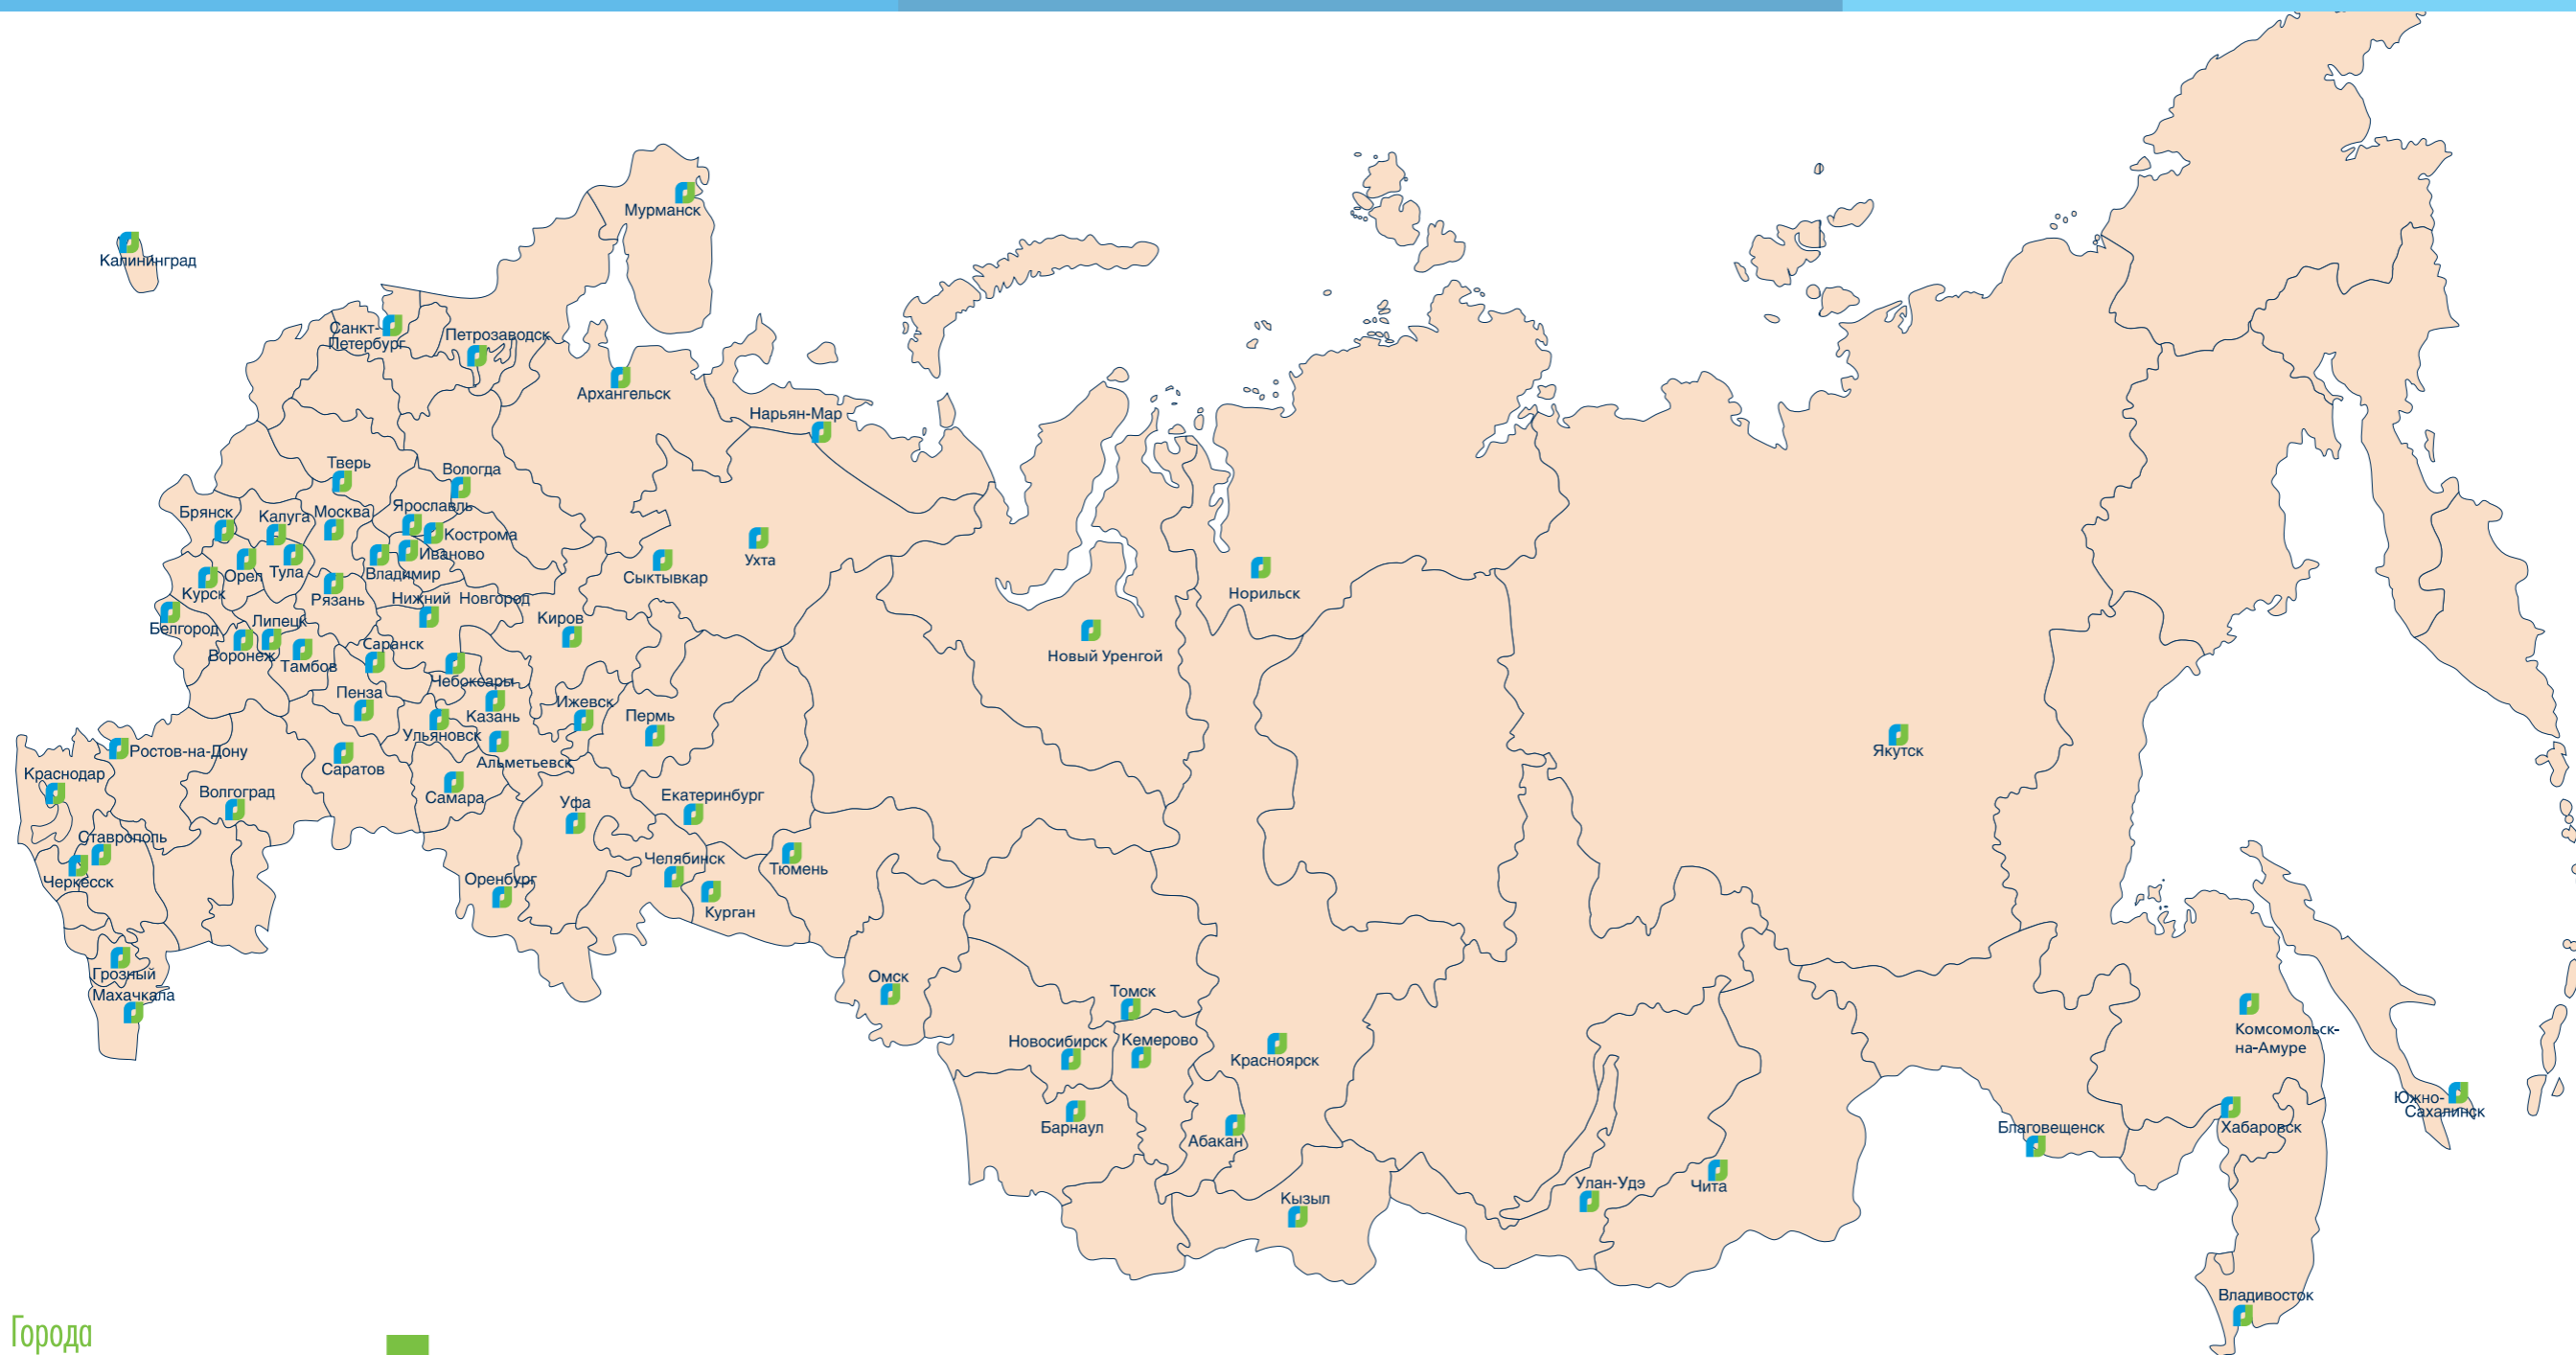 Мурманск
Калининград
Санкт-
Петербург
Петрозаводск
Архангельск
Нарьян-Мар
Тверь
Вологда
Ярославль
Брянск
Калуга
Москва
Кострома
Иваново
Ухта
Орел
Тула
Владимир
Сыктывкар
Курск
Рязань
Нижний Новгород
Норильск
Белгород
Липецк
Киров
Воронеж
Тамбов
Саранск
Новый Уренгой
Чебоксары
Пенза
Казань
Ижевск
Пермь
Ульяновск
Ростов-на-Дону
Якутск
Альметьевск
Саратов
Краснодар
Волгоград
Самара
Уфа
Екатеринбург
Ставрополь
Челябинск
Тюмень
Черкесск
Оренбург
Курган
Грозный
Махачкала
Омск
Томск
Новосибирск
Кемерово
Красноярск
Комсомольск-
на-Амуре
Барнаул
Абакан
Южно-
Сахалинск
Благовещенск
Хабаровск
Улан-Удэ
Чита
Кызыл
Владивосток
Города